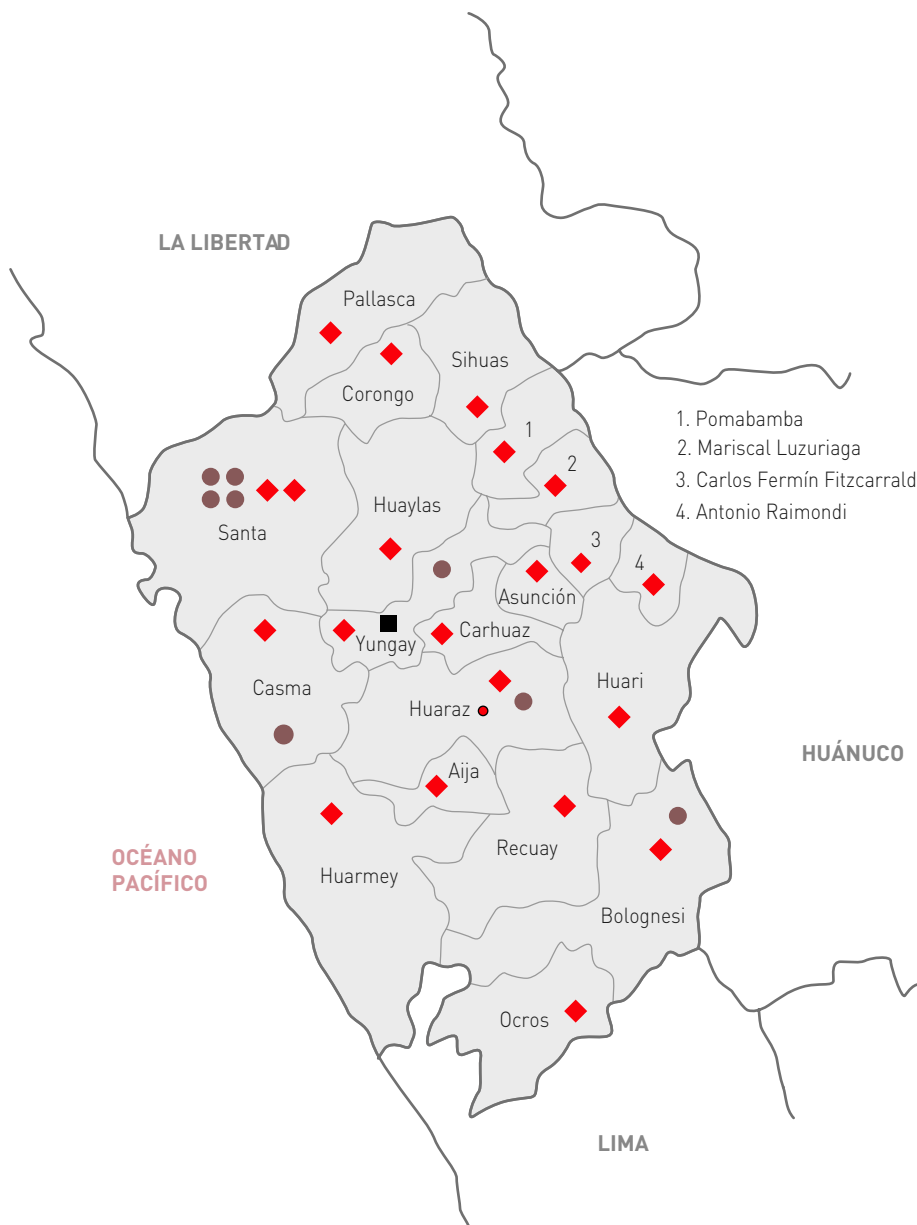 LA LIBERTAD
Pallasca
Sihuas
Corongo
1. Pomabamba
2. Mariscal Luzuriaga
3. Carlos Fermín Fitzcarrald
4. Antonio Raimondi
1
2
Huaylas
Santa
3
4
Asunción
Carhuaz
Yungay
Casma
Huari
Huaraz
HUÁNUCO
Aija
Recuay
OCÉANO
PACÍFICO
Huarmey
Bolognesi
Ocros
LIMA